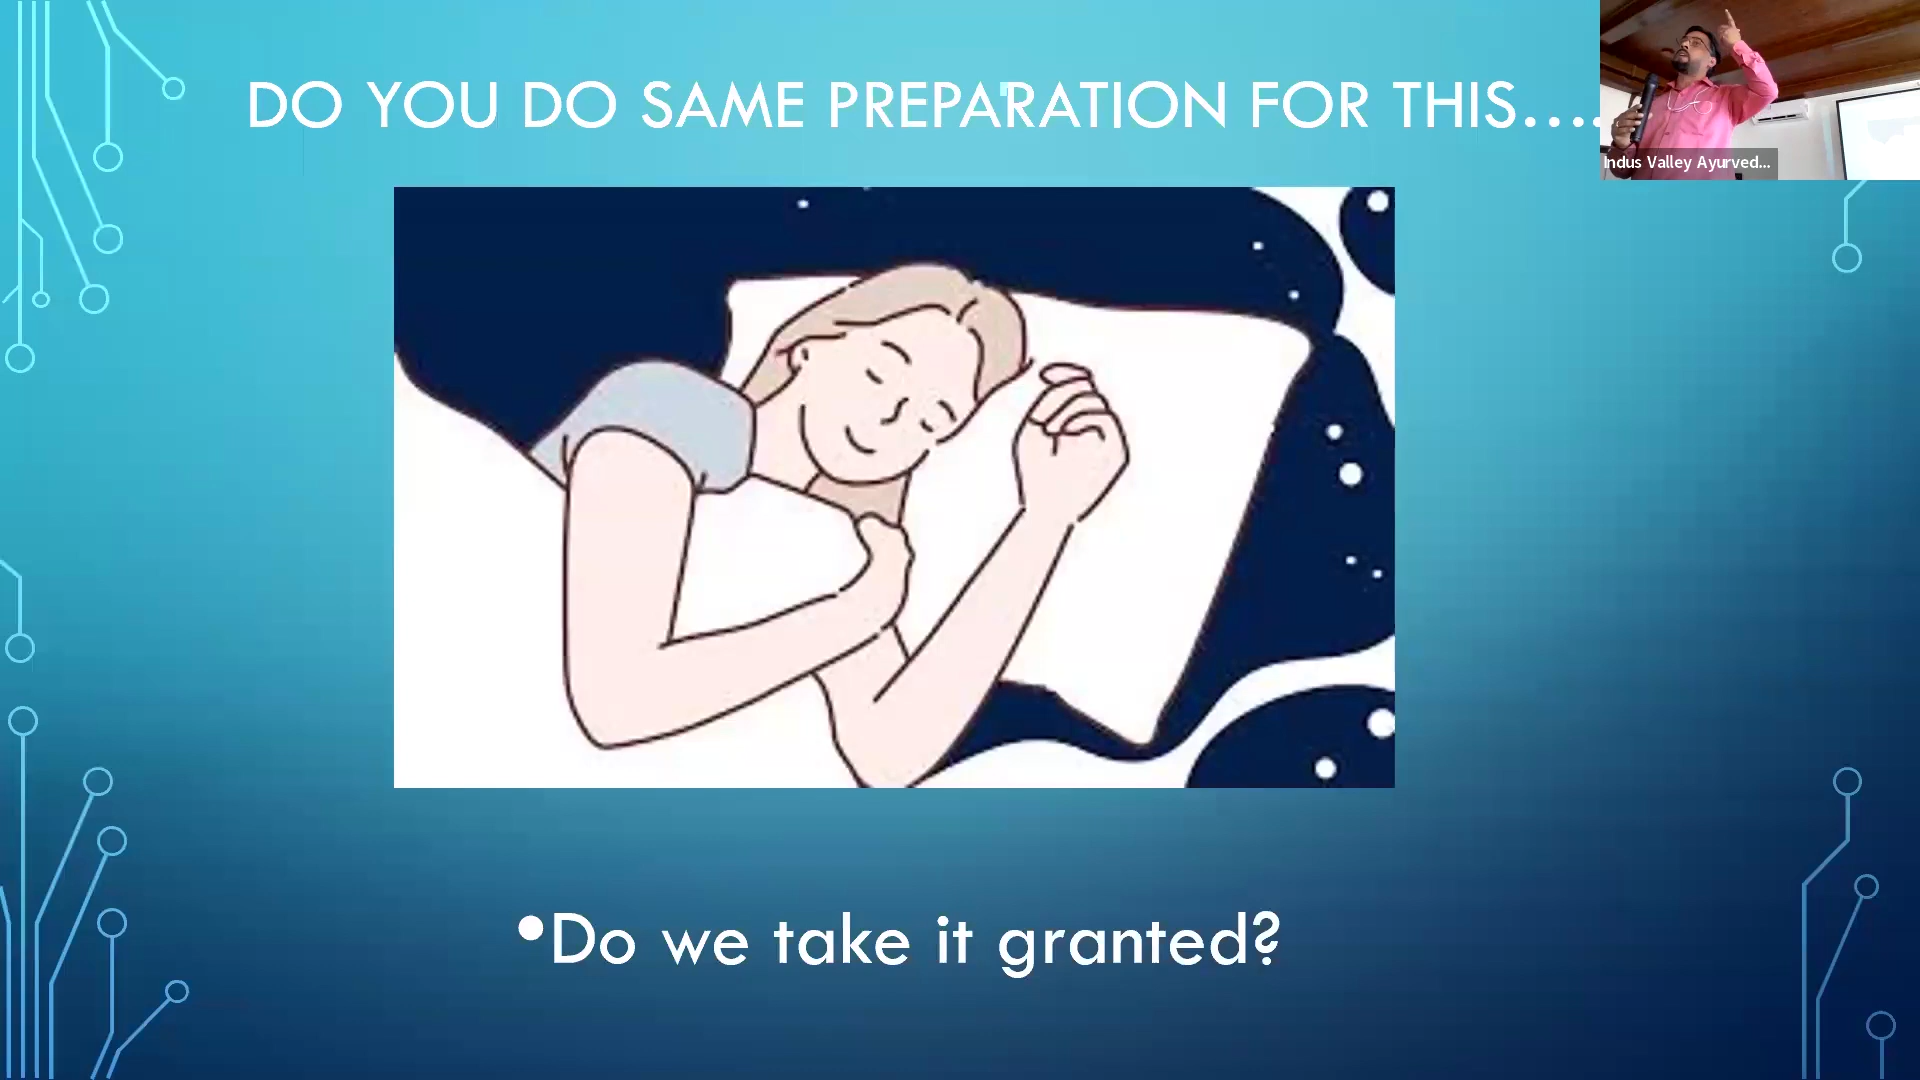 DO YOU DO SAME PREPARATION FOR THIS....
Indus Valley Ayurved...
•Do we take it granted?